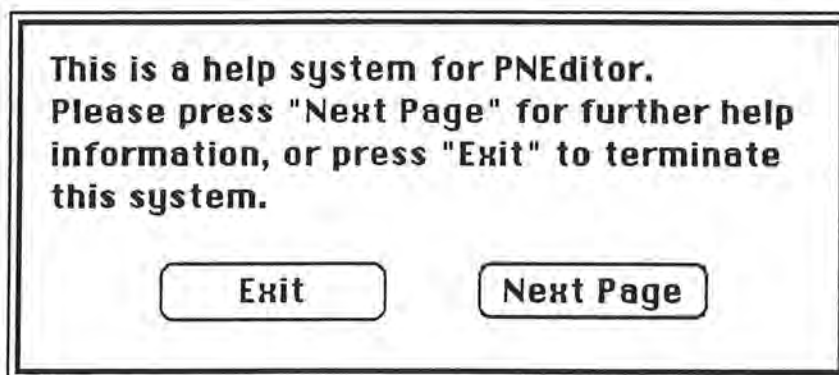 This is a help system for PNEditor.
Please press "Next Page" for further help
information, or press "Exit" to terminate
this system.
Exit
Next Page